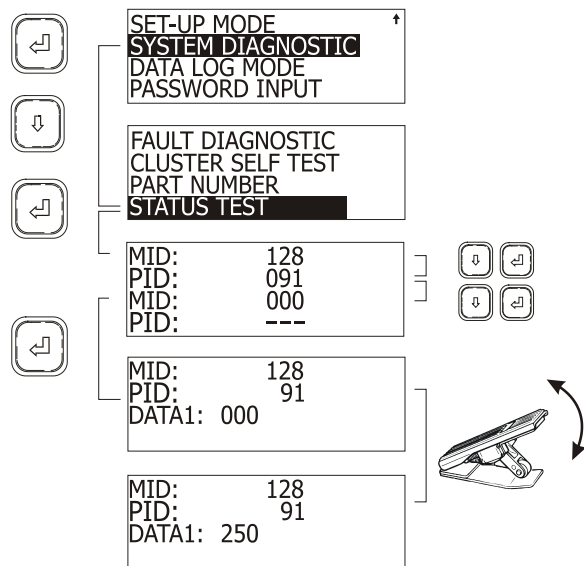 SET-UP MODE
SYSTEM DIAGNOSTIC
DATA LOG MODE
PASSWORD INPUT
FAULT DIAGNOSTIC
CLUSTER SELF TEST
PART NUMBER
STATUS TEST
MID: 128
PID: 091
MID: 000
PID: ---
MID: 128
PID: 91
DATA1: 000
MID: 128
PID: 91
DATA1: 250